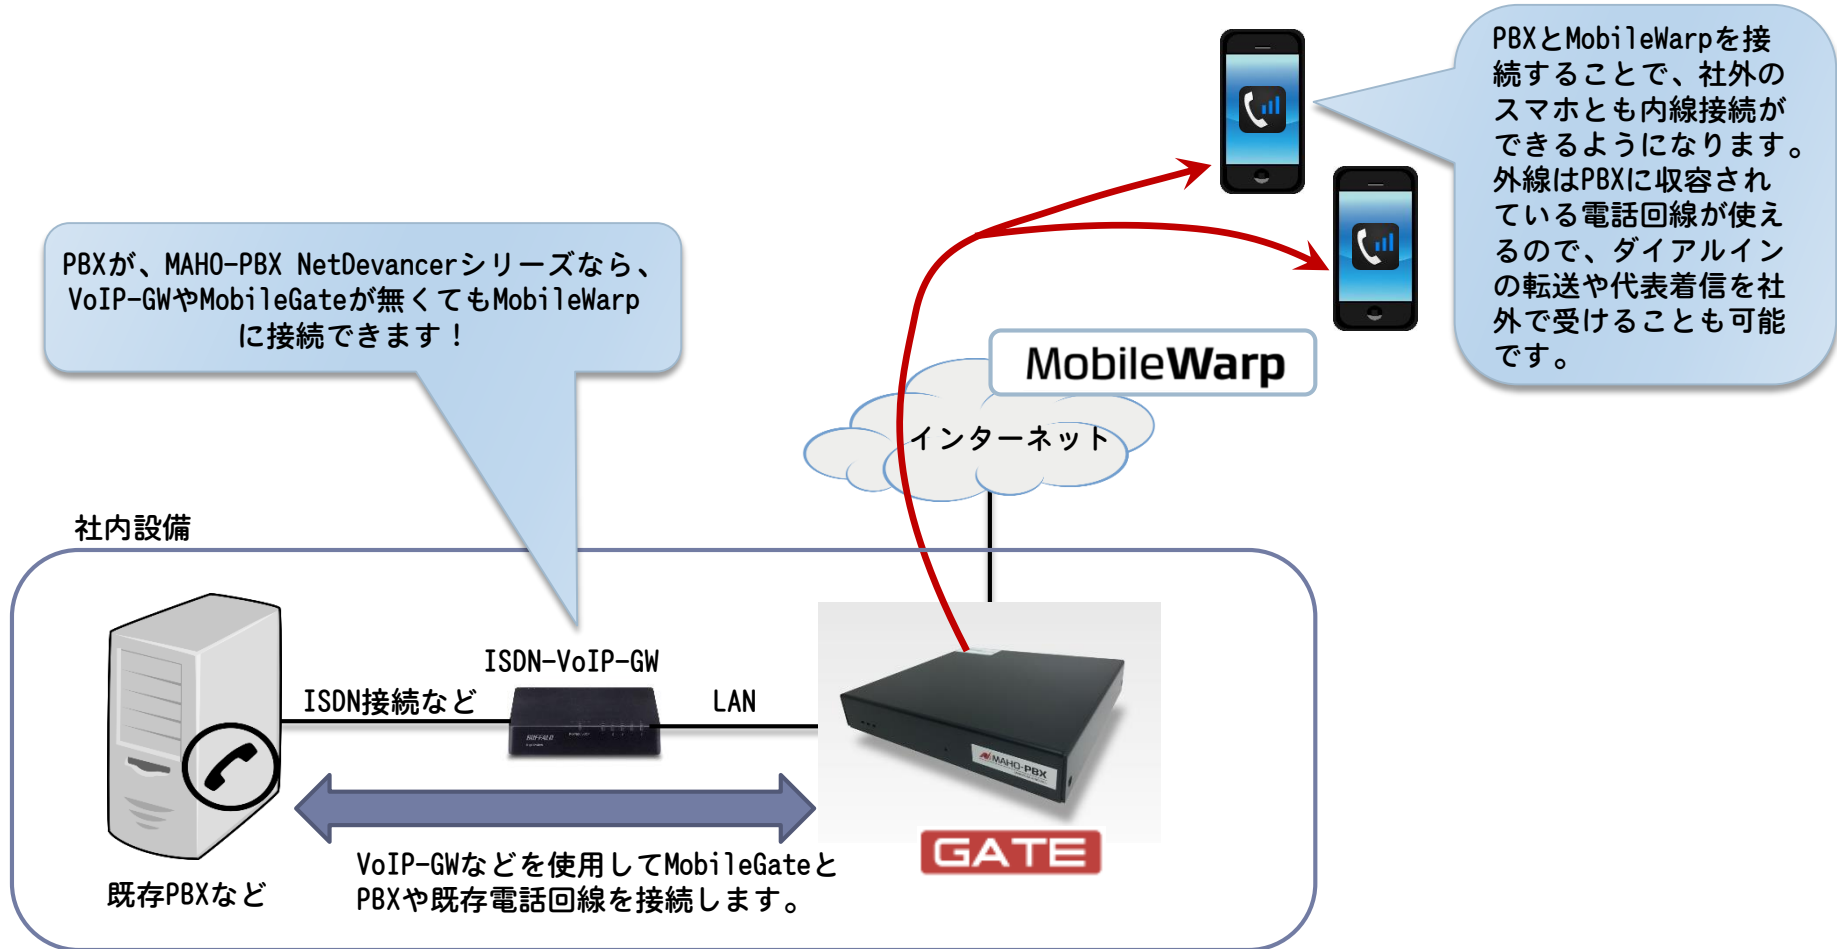 PBXとMobileWarpを接
続することで、社外の
スマホとも内線接続が
できるようになります。
外線はPBXに収容され
ている電話回線が使え
るので、ダイアルイン
の転送や代表着信を社
外で受けることも可能
です。
PBXが、MAHO-PBX NetDevancerシリーズなら、
VoIP-GWやMobileGateが無くてもMobileWarp
に接続できます！
MobileWarp
インターネット
社内設備
ISDN-VoIP-GW
ISDN接続など
LAN
BUFFALO
MAHO-PBX
GATE
VoIP-GWなどを使用してMobileGateと
PBXや既存電話回線を接続します。
既存PBXなど